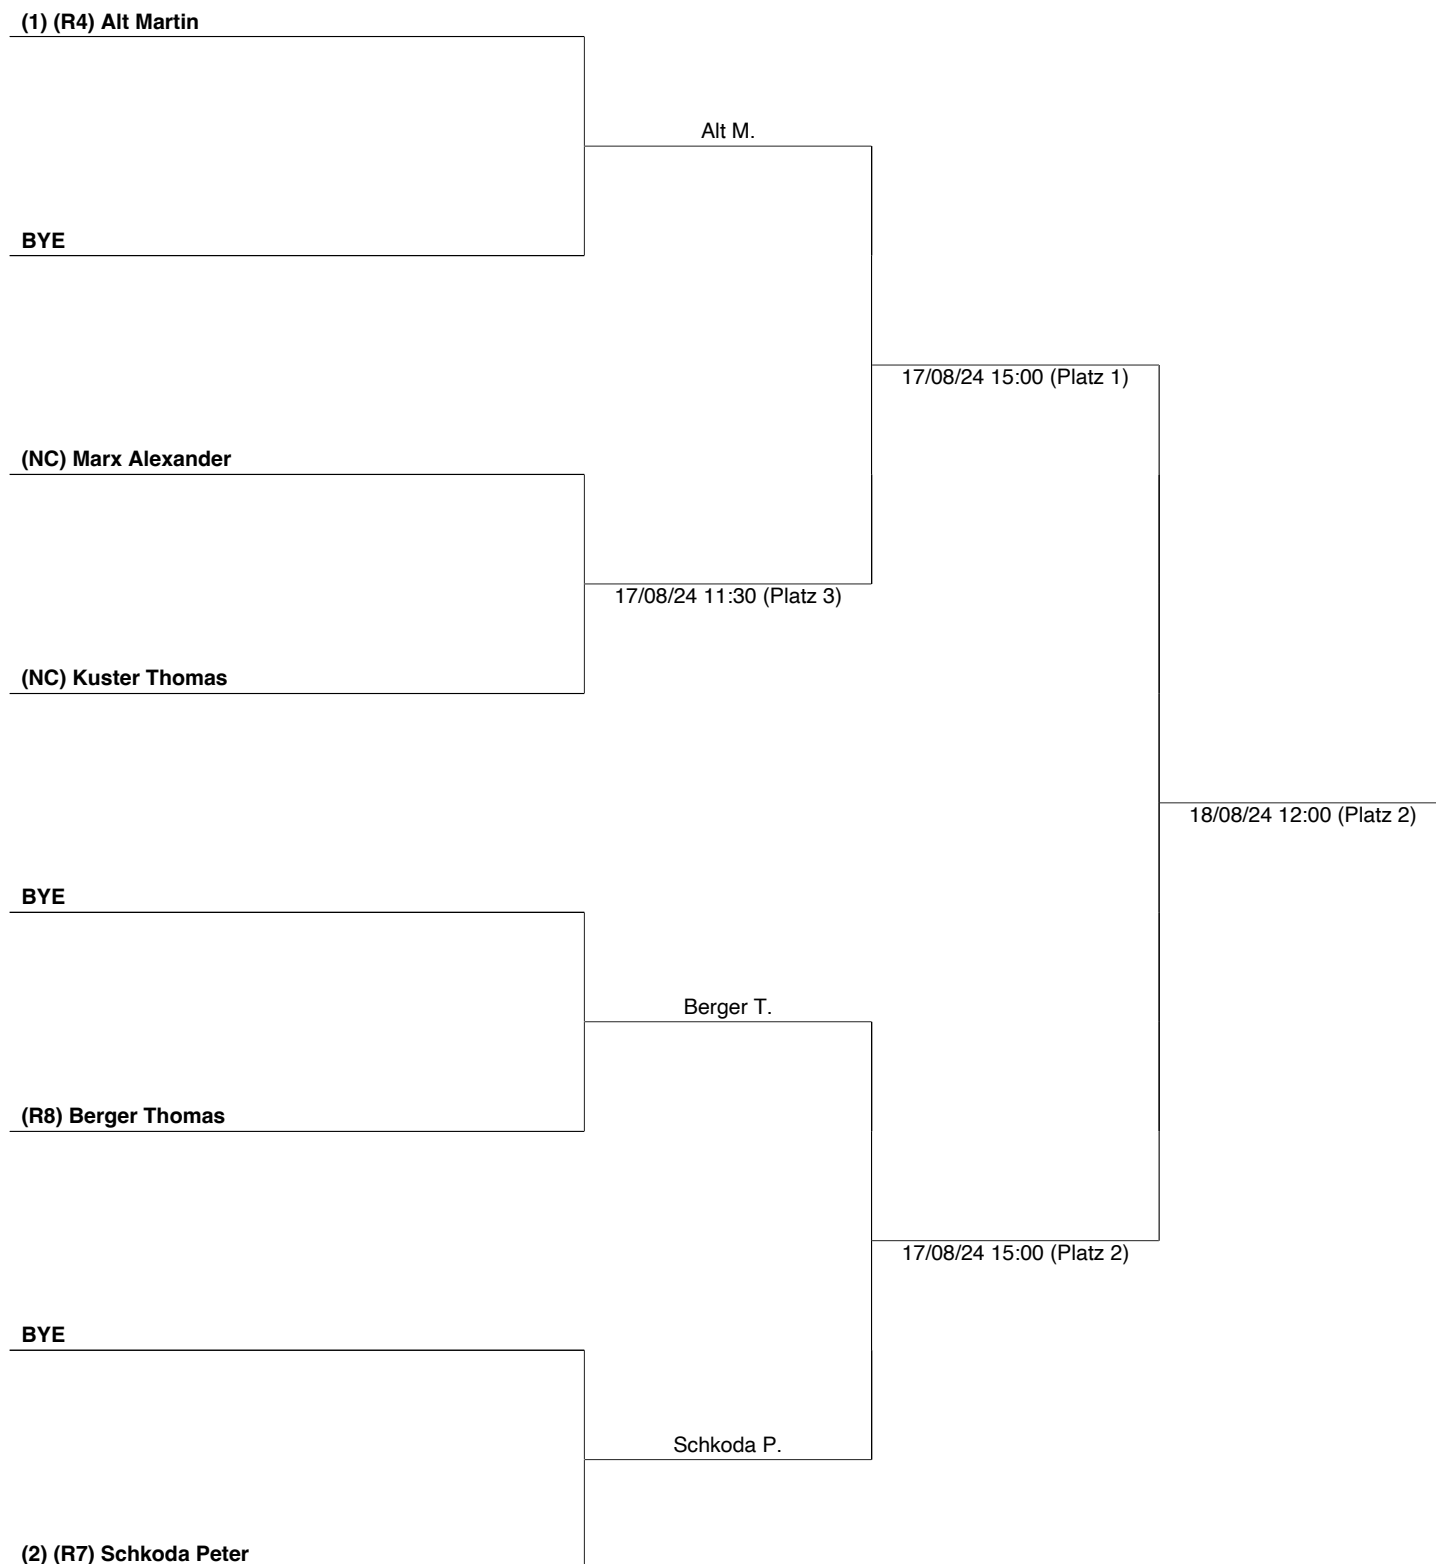 (1) (R4) Alt Martin
Alt M.
BYE
17/08/24 15:00 (Platz 1)
(NC) Marx Alexander
17/08/24 11:30 (Platz 3)
(NC) Kuster Thomas
18/08/24 12:00 (Platz 2)
BYE
Berger T.
(R8) Berger Thomas
17/08/24 15:00 (Platz 2)
BYE
Schkoda P.
(2) (R7) Schkoda Peter